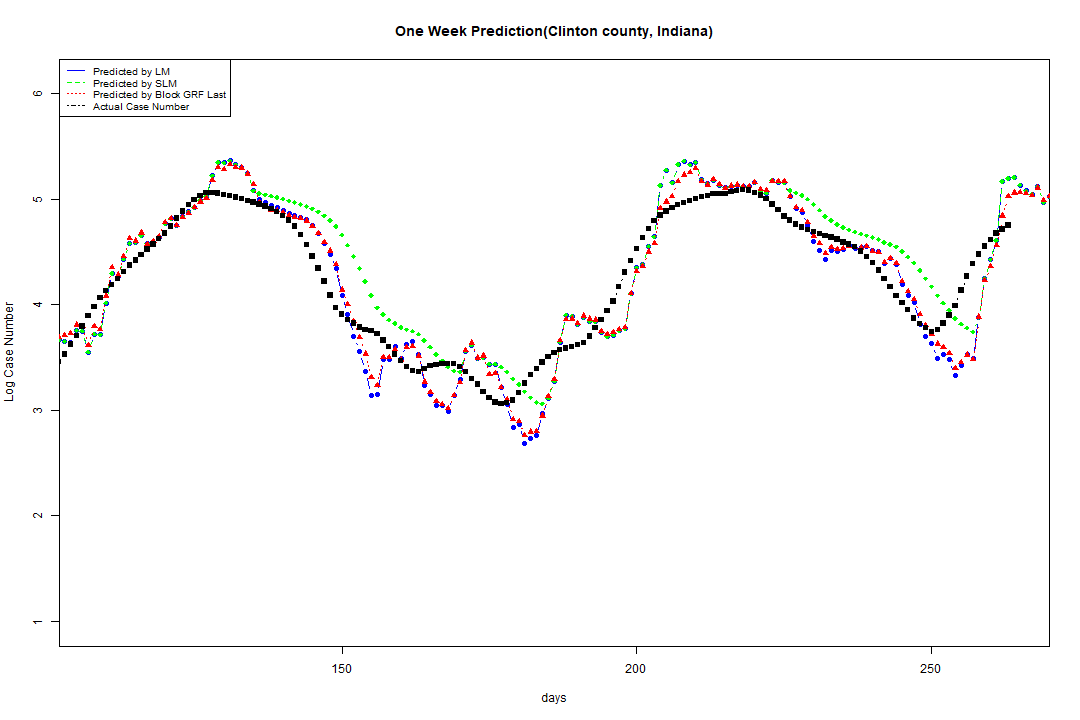 One Week Prediction(Clinton county, Indiana)
Predicted by LM
Predicted by SLM
Predicted by Block GRF Last
Actual Case Number
6
5
4
3
2
1
Log Case Number
150
200
250
days